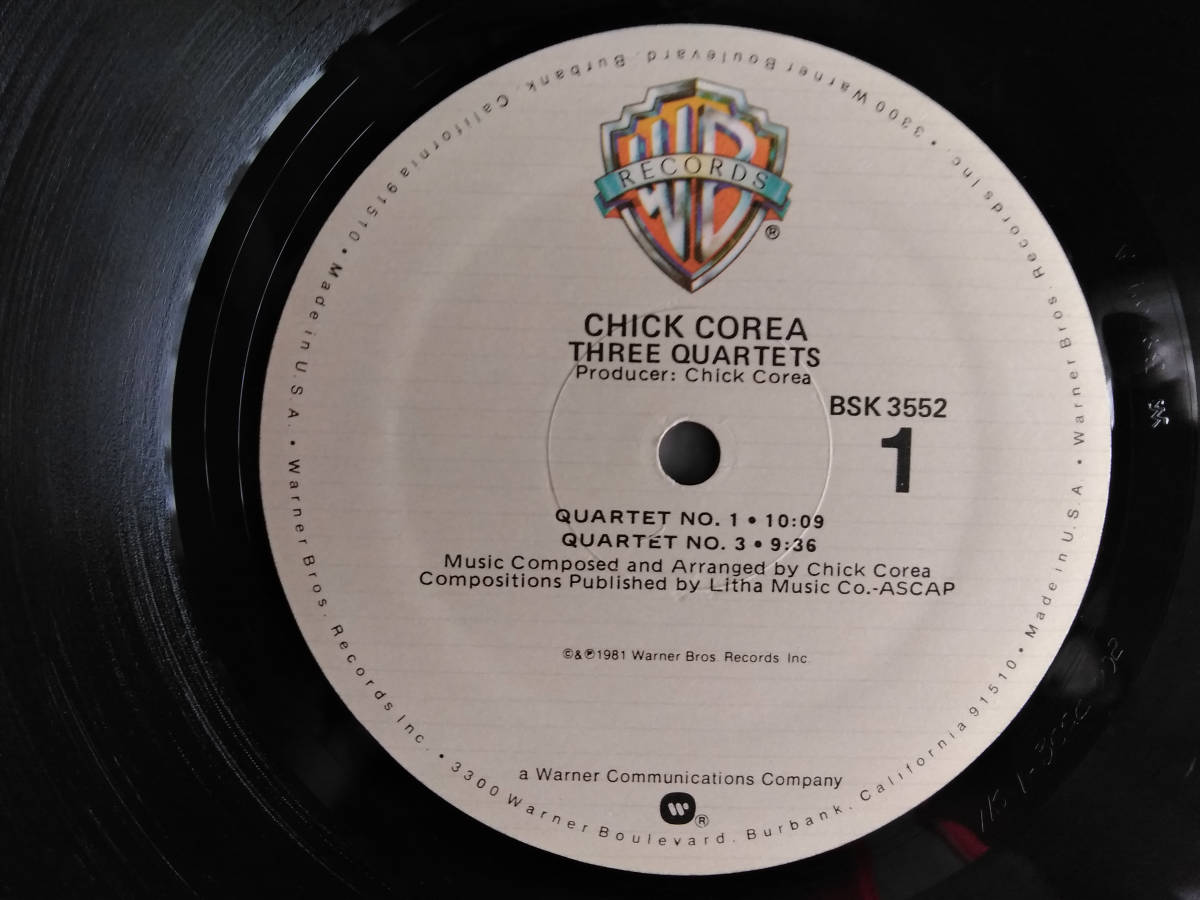 WB
RECORDS
®
CHICK COREA
THREE QUARTETS
Producer: Chick Corea
BSK 3552
1
QUARTET NO. 1 • 10:09
QUARTET NO. 3 • 9:36
Music Composed and Arranged by Chick Corea
Compositions Published by Litha Music Co.-ASCAP
©&℗1981 Warner Bros. Records Inc.
a Warner Communications Company
®
Warner Bros. Records Inc. • 3300 Warner Boulevard, Burbank, California 91510 • Made in U.S.A. • Warner Bros. Records Inc. • 3300 Warner Boulevard, Burbank, California 91510 • Made in U.S.A. •